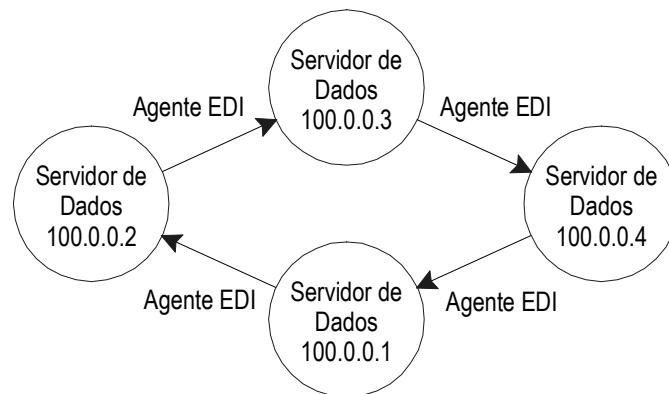 Servidor de
Dados
100.0.0.3
Agente EDI
Agente EDI
Servidor de
Dados
100.0.0.2
Servidor de
Dados
100.0.0.4
Agente EDI
Agente EDI
Servidor de
Dados
100.0.0.1